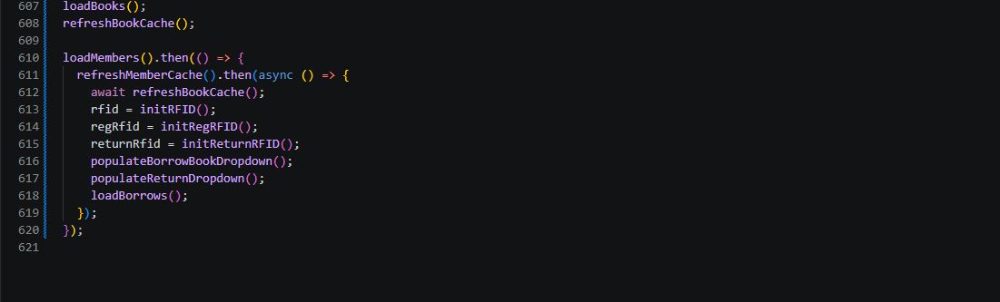 607 loadBooks();
608 refreshBookCache();
609
610 loadMembers().then(() => {
611   refreshMemberCache().then(async () => {
612     await refreshBookCache();
613     rfid = initRFID();
614     regRfid = initRegRFID();
615     returnRfid = initReturnRFID();
616     populateBorrowBookDropdown();
617     populateReturnDropdown();
618     loadBorrows();
619   });
620 });
621